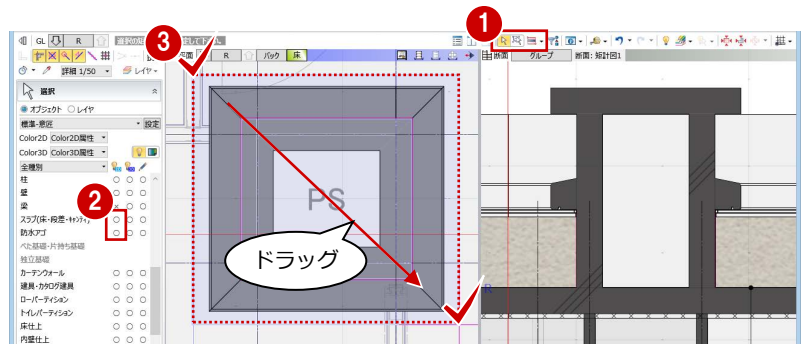 1
3
GL R
平面 R バック 床
断面 グループ 断面: 矩計図1
詳細 1/50 レイヤ
選択
オブジェクト レイヤ
標準-意匠 設定
Color2D Color2D属性
Color3D Color3D属性
全種別
柱
壁
梁
2
スラブ(床・段差・キャンティ)
防水アゴ
べた基礎・片持ち基礎
独立基礎
カーテンウォール
建具・カタログ建具
ローパーティション
トイレパーティション
床仕上
内壁仕上
PS
ドラッグ
R